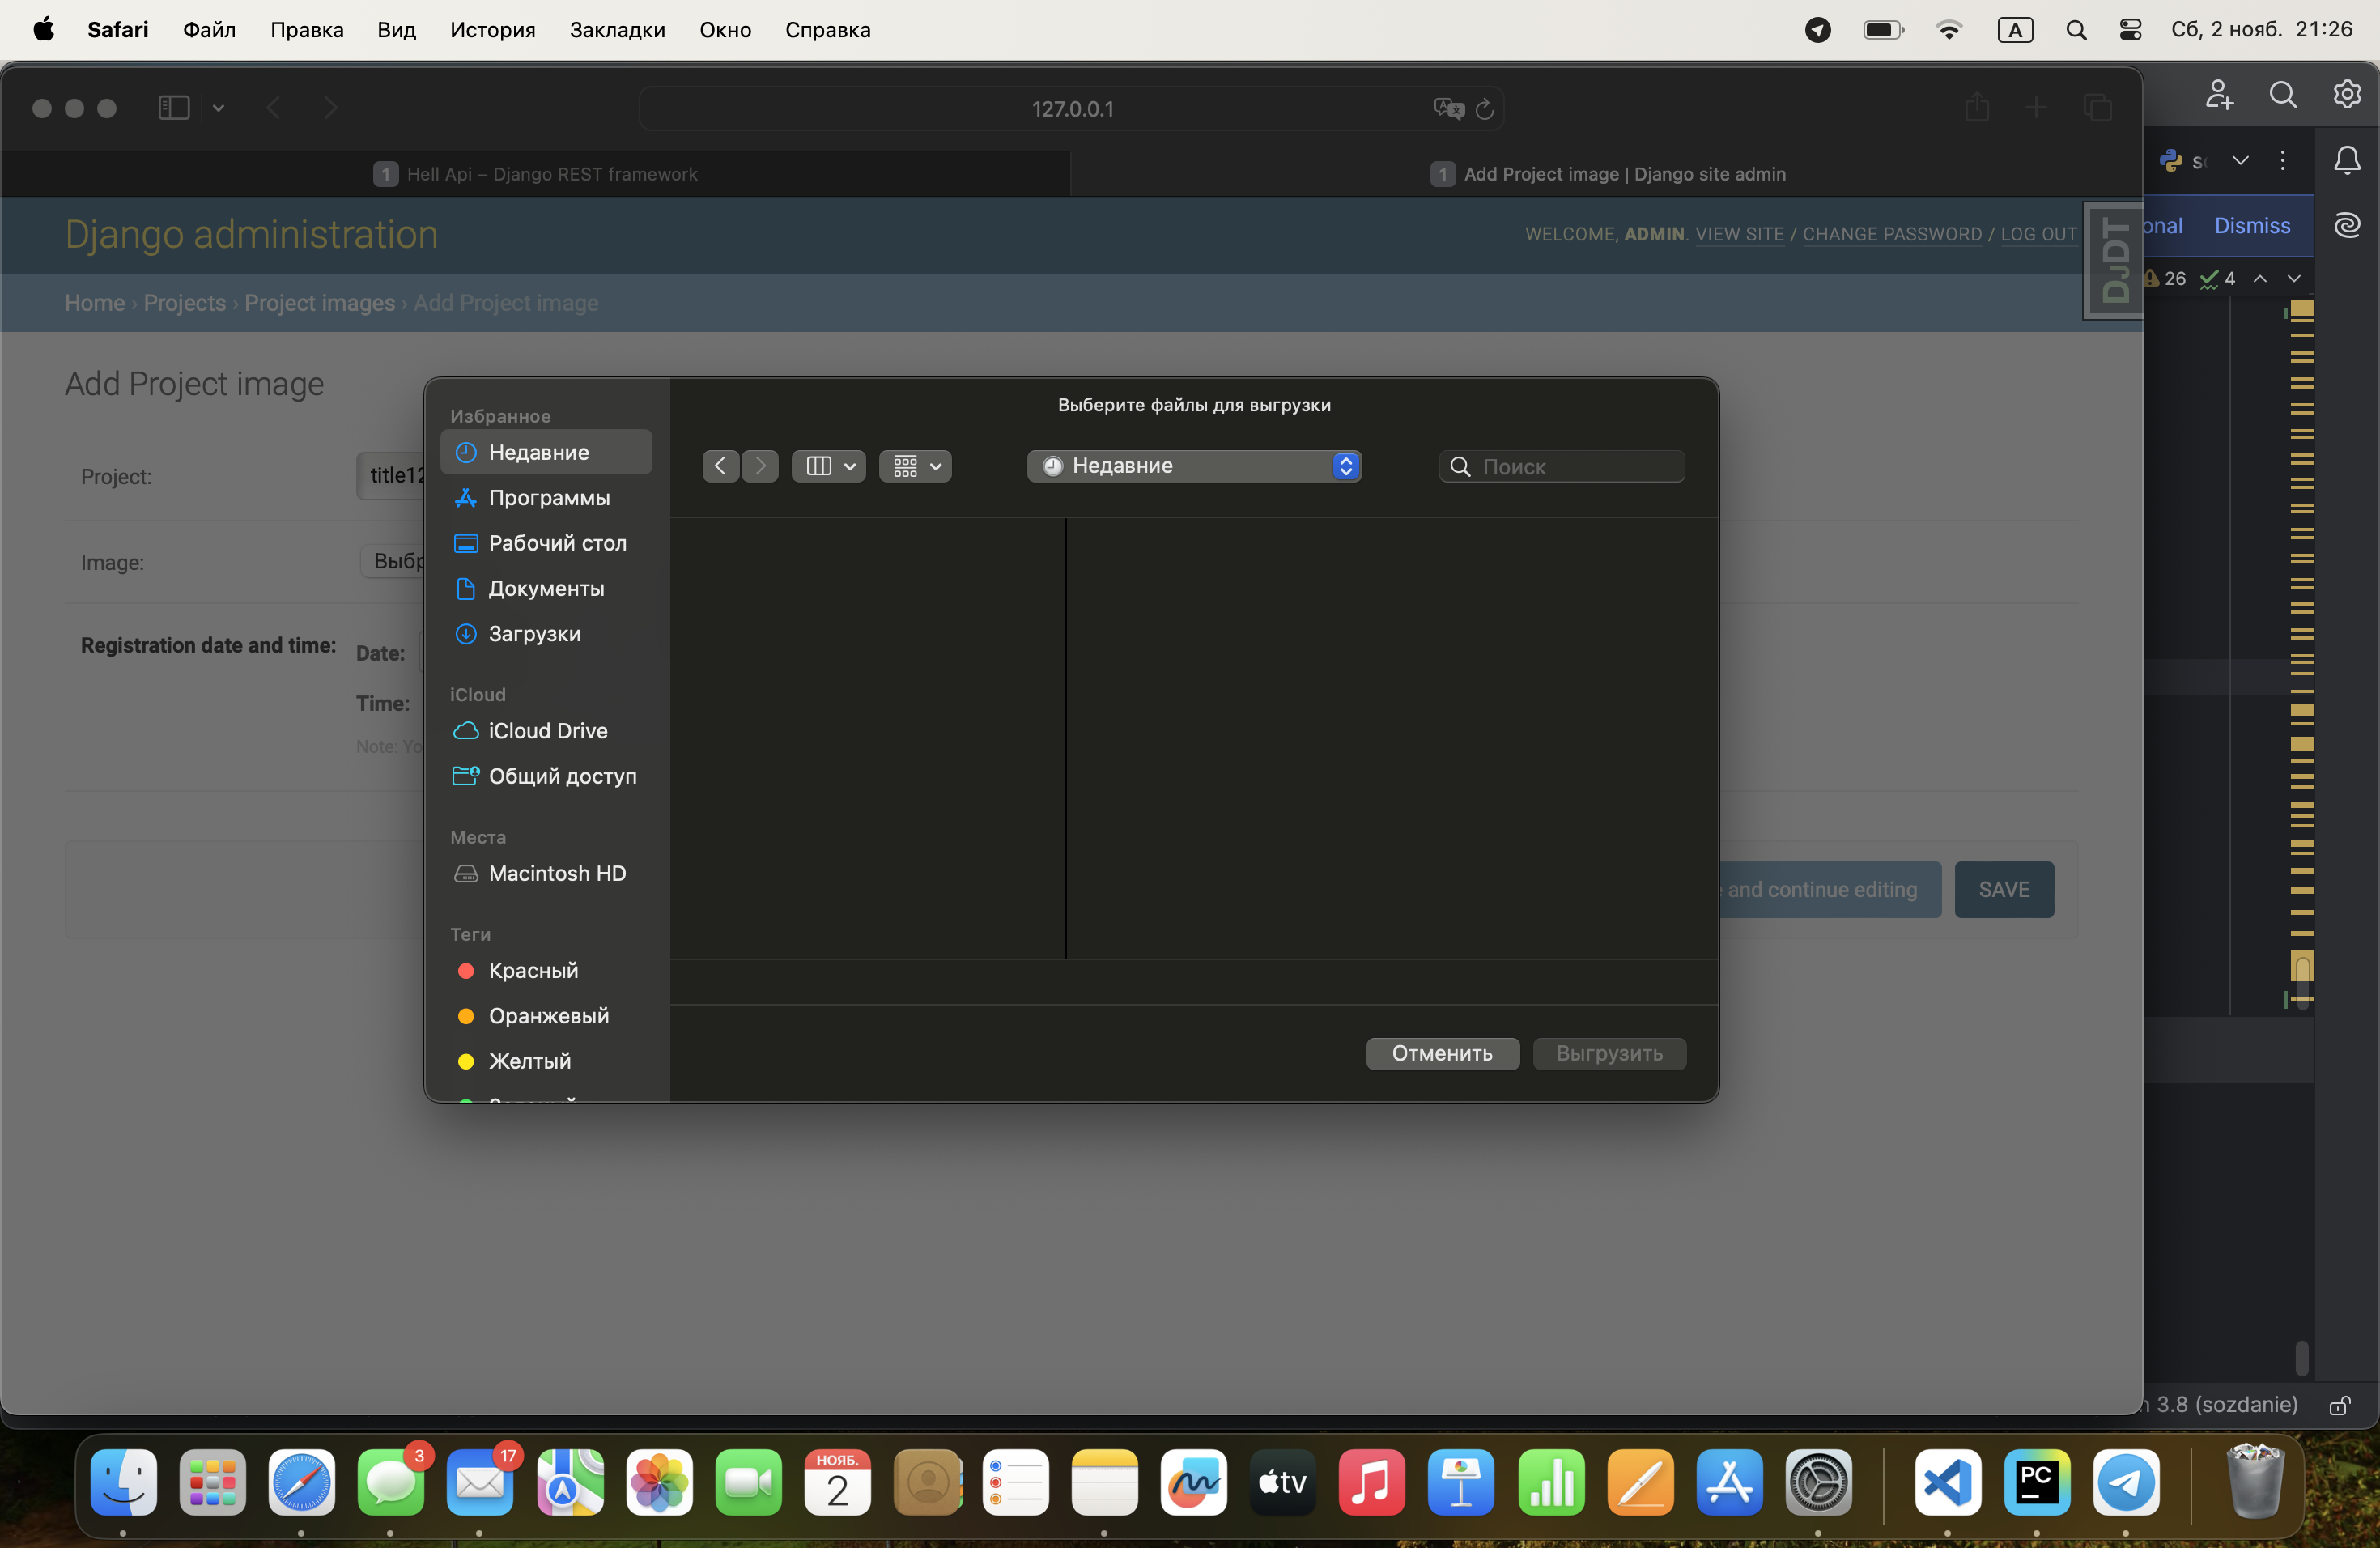 Safari Файл Правка Вид История Закладки Окно Справка A Сб, 2 нояб. 21:26
127.0.0.1
1 Hell Api – Django REST framework
1 Add Project image | Django site admin
Django administration
WELCOME, ADMIN. VIEW SITE / CHANGE PASSWORD / LOG OUT
DJDT
Dismiss
26 4
Home › Projects › Project images › Add Project image
Add Project image
Project:
title12
Image:
Registration date and time:
Date:
Time:
Note:
Избранное
Недавние
Программы
Рабочий стол
Документы
Загрузки
iCloud
iCloud Drive
Общий доступ
Места
Macintosh HD
Теги
Красный
Оранжевый
Желтый
Выберите файлы для выгрузки
Недавние
Поиск
Отменить Выгрузить
and continue editing
SAVE
3.8 (sozdanie)
3
17
НОЯБ.
2
tv
PC